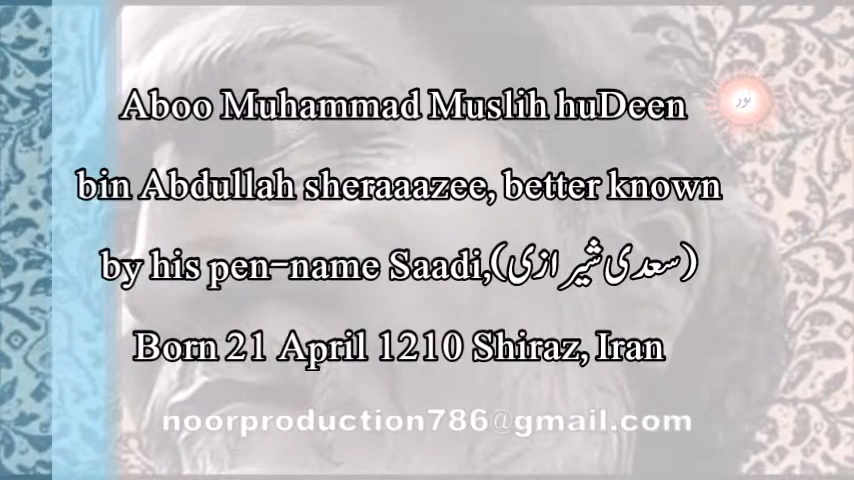 Aboo Muhammad Muslih huDeen
نور
bin Abdullah sheraaazee, better known
by his pen-name Saadi,(سعدی شیرازی)
Born 21 April 1210 Shiraz, Iran
noorproduction786@gmail.com